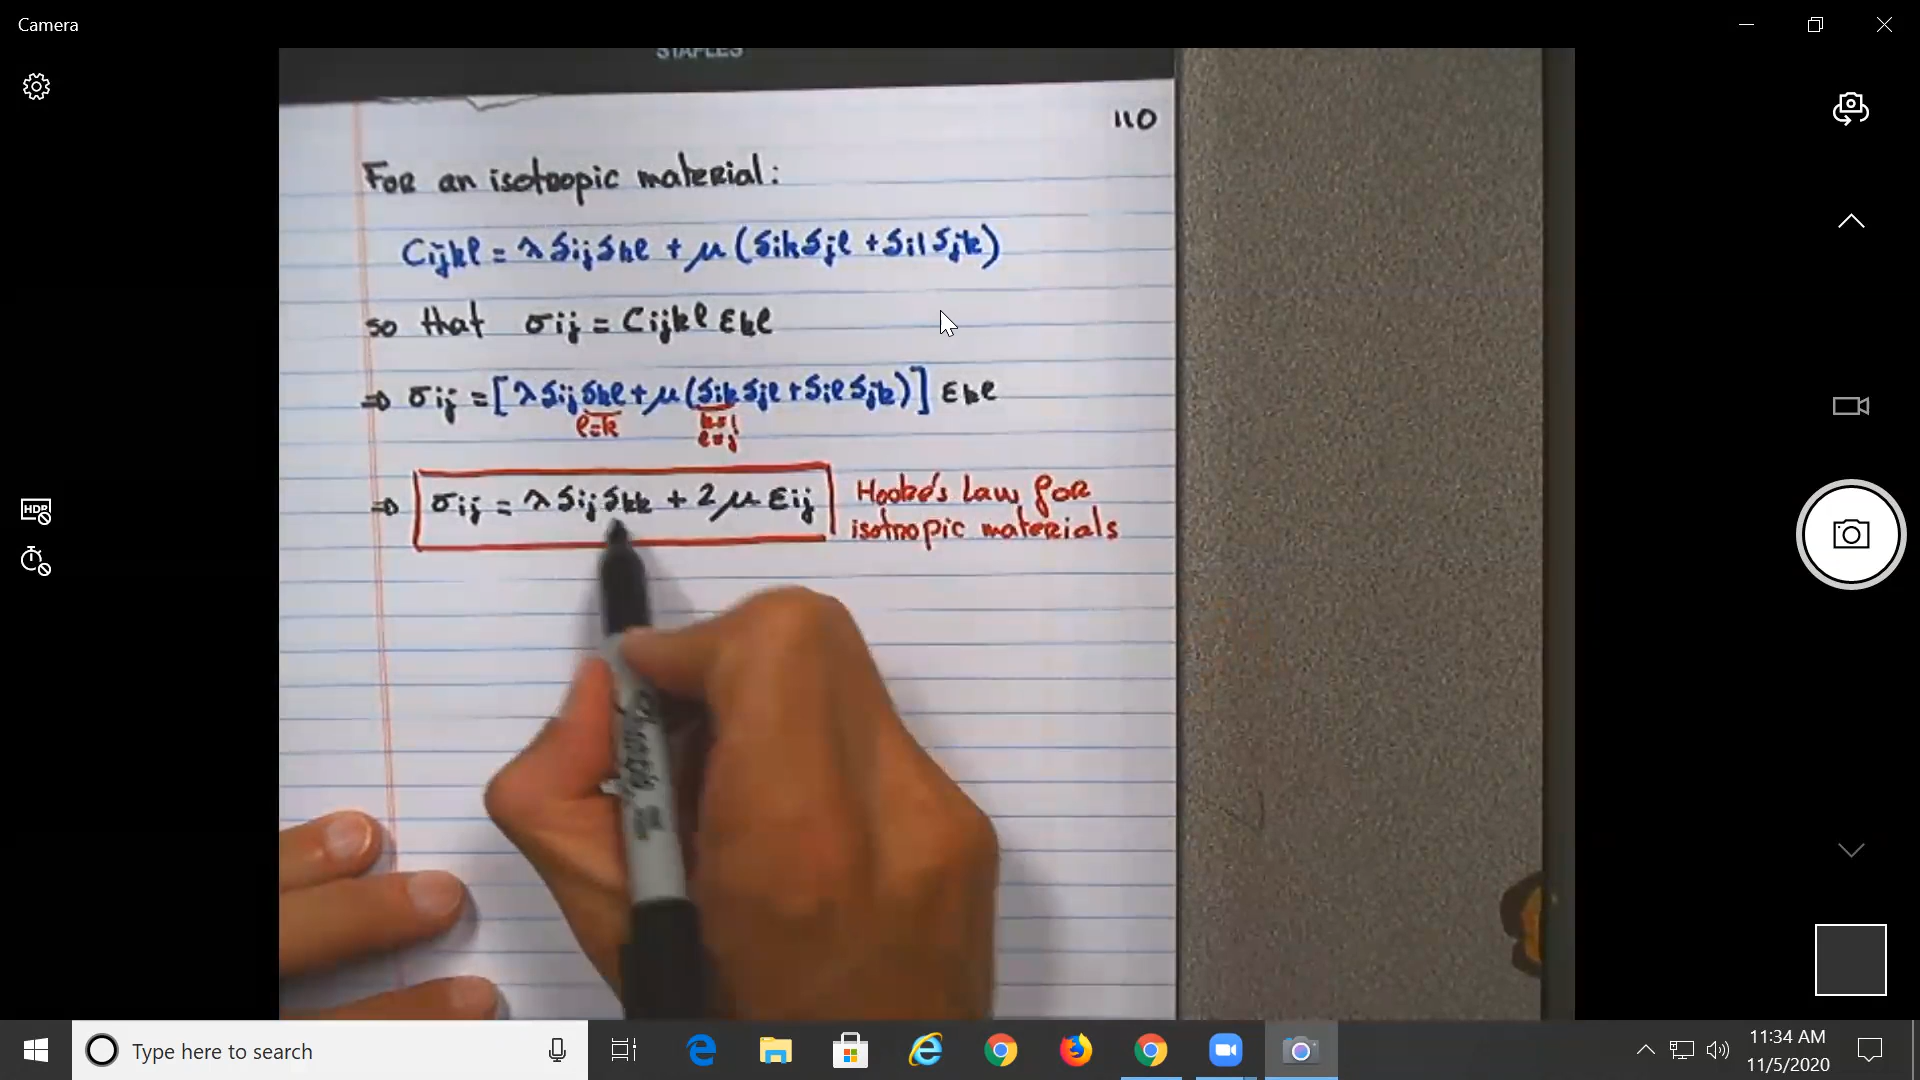 Camera
STAPLES
110
For an isotropic material:
Cijkl = λ δij δkl + μ (δik δjl + δil δjk)
so that σij = Cijkl εkl
⇒ σij = [λ δij δkl + μ (δik δjl + δil δjk)] εkl
l=k
k=i
l=j
⇒ σij = λ δij δkk + 2 μ εij
Hooke's law for
isotropic materials
HDR
Type here to search
11:34 AM
11/5/2020